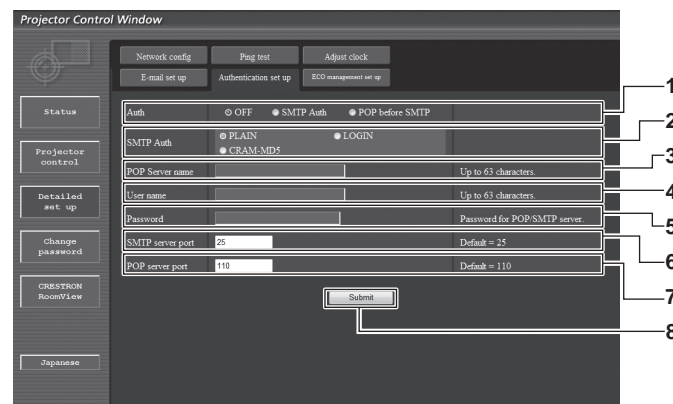 Projector Control Window
Network config Ping test Adjust clock
E-mail set up Authentication set up ECO management set up
Status
Projector control
Detailed set up
Change password
CRESTRON RoomView
Japanese
Auth OFF SMTP Auth POP before SMTP 1
SMTP Auth PLAIN LOGIN 2
CRAM-MD5
POP Server name Up to 63 characters. 3
User name Up to 63 characters. 4
Password Password for POP/SMTP server. 5
SMTP server port 25 Default = 25 6
POP server port 110 Default = 110 7
Submit 8